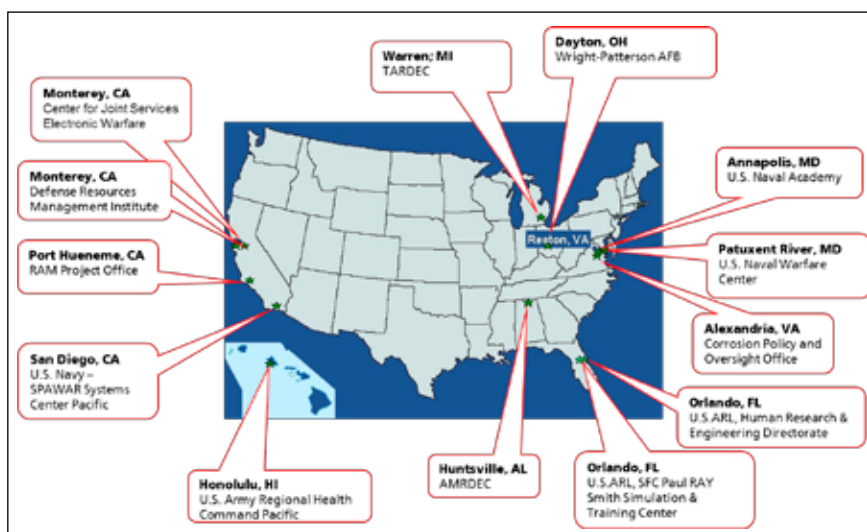 Dayton, OH
Wright-Patterson AFB
Warren; MI
TARDEC
Monterey, CA
Center for Joint Services
Electronic Warfare
Monterey, CA
Defense Resources
Management Institute
Port Hueneme, CA
RAM Project Office
San Diego, CA
U.S. Navy –
SPAWAR Systems
Center Pacific
Honolulu, HI
U.S. Army Regional Health
Command Pacific
Huntsville, AL
AMRDEC
Orlando, FL
U.S.ARL, SFC Paul RAY
Smith Simulation &
Training Center
Orlando, FL
U.S.ARL, Human Research &
Engineering Directorate
Alexandria, VA
Corrosion Policy and
Oversight Office
Patuxent River, MD
U.S. Naval Warfare
Center
Annapolis, MD
U.S. Naval Academy
Reston, VA